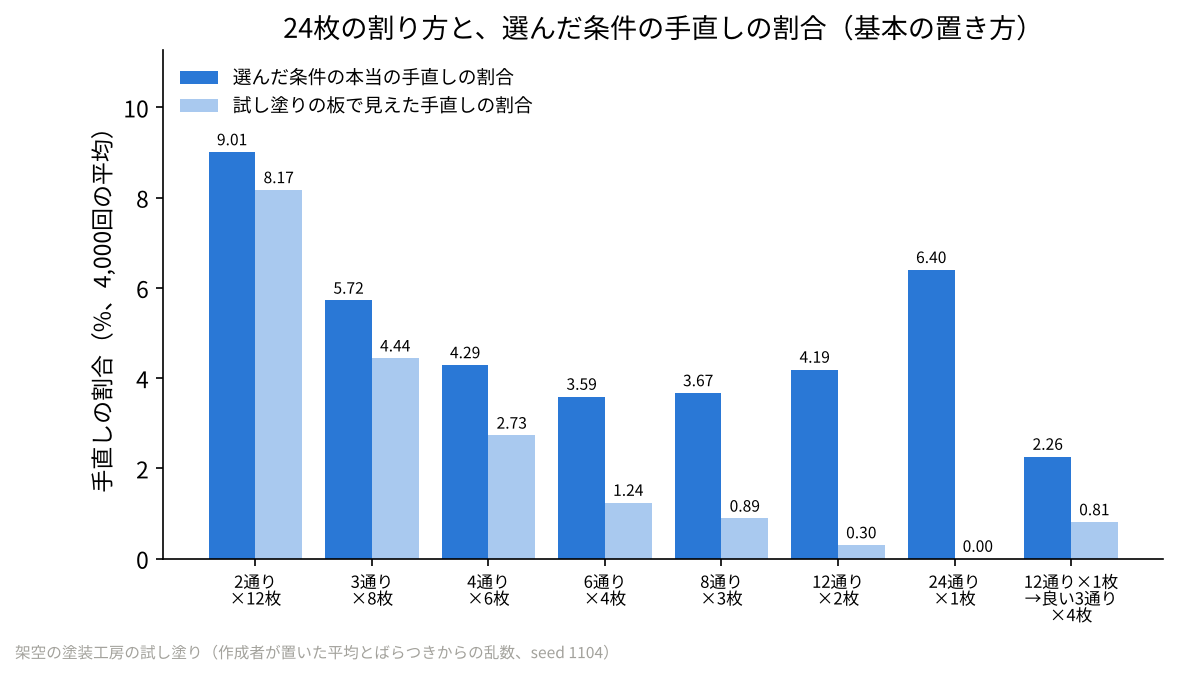 24枚の割り方と、選んだ条件の手直しの割合（基本の置き方）
選んだ条件の本当の手直しの割合
試し塗りの板で見えた手直しの割合
手直しの割合（%、4,000回の平均）
10
8
6
4
2
0
9.01
8.17
5.72
4.44
4.29
2.73
3.59
1.24
3.67
0.89
4.19
0.30
6.40
0.00
2.26
0.81
2通り
×12枚
3通り
×8枚
4通り
×6枚
6通り
×4枚
8通り
×3枚
12通り
×2枚
24通り
×1枚
12通り×1枚
→良い3通り
×4枚
架空の塗装工房の試し塗り（作成者が置いた平均とばらつきからの乱数、seed 1104）